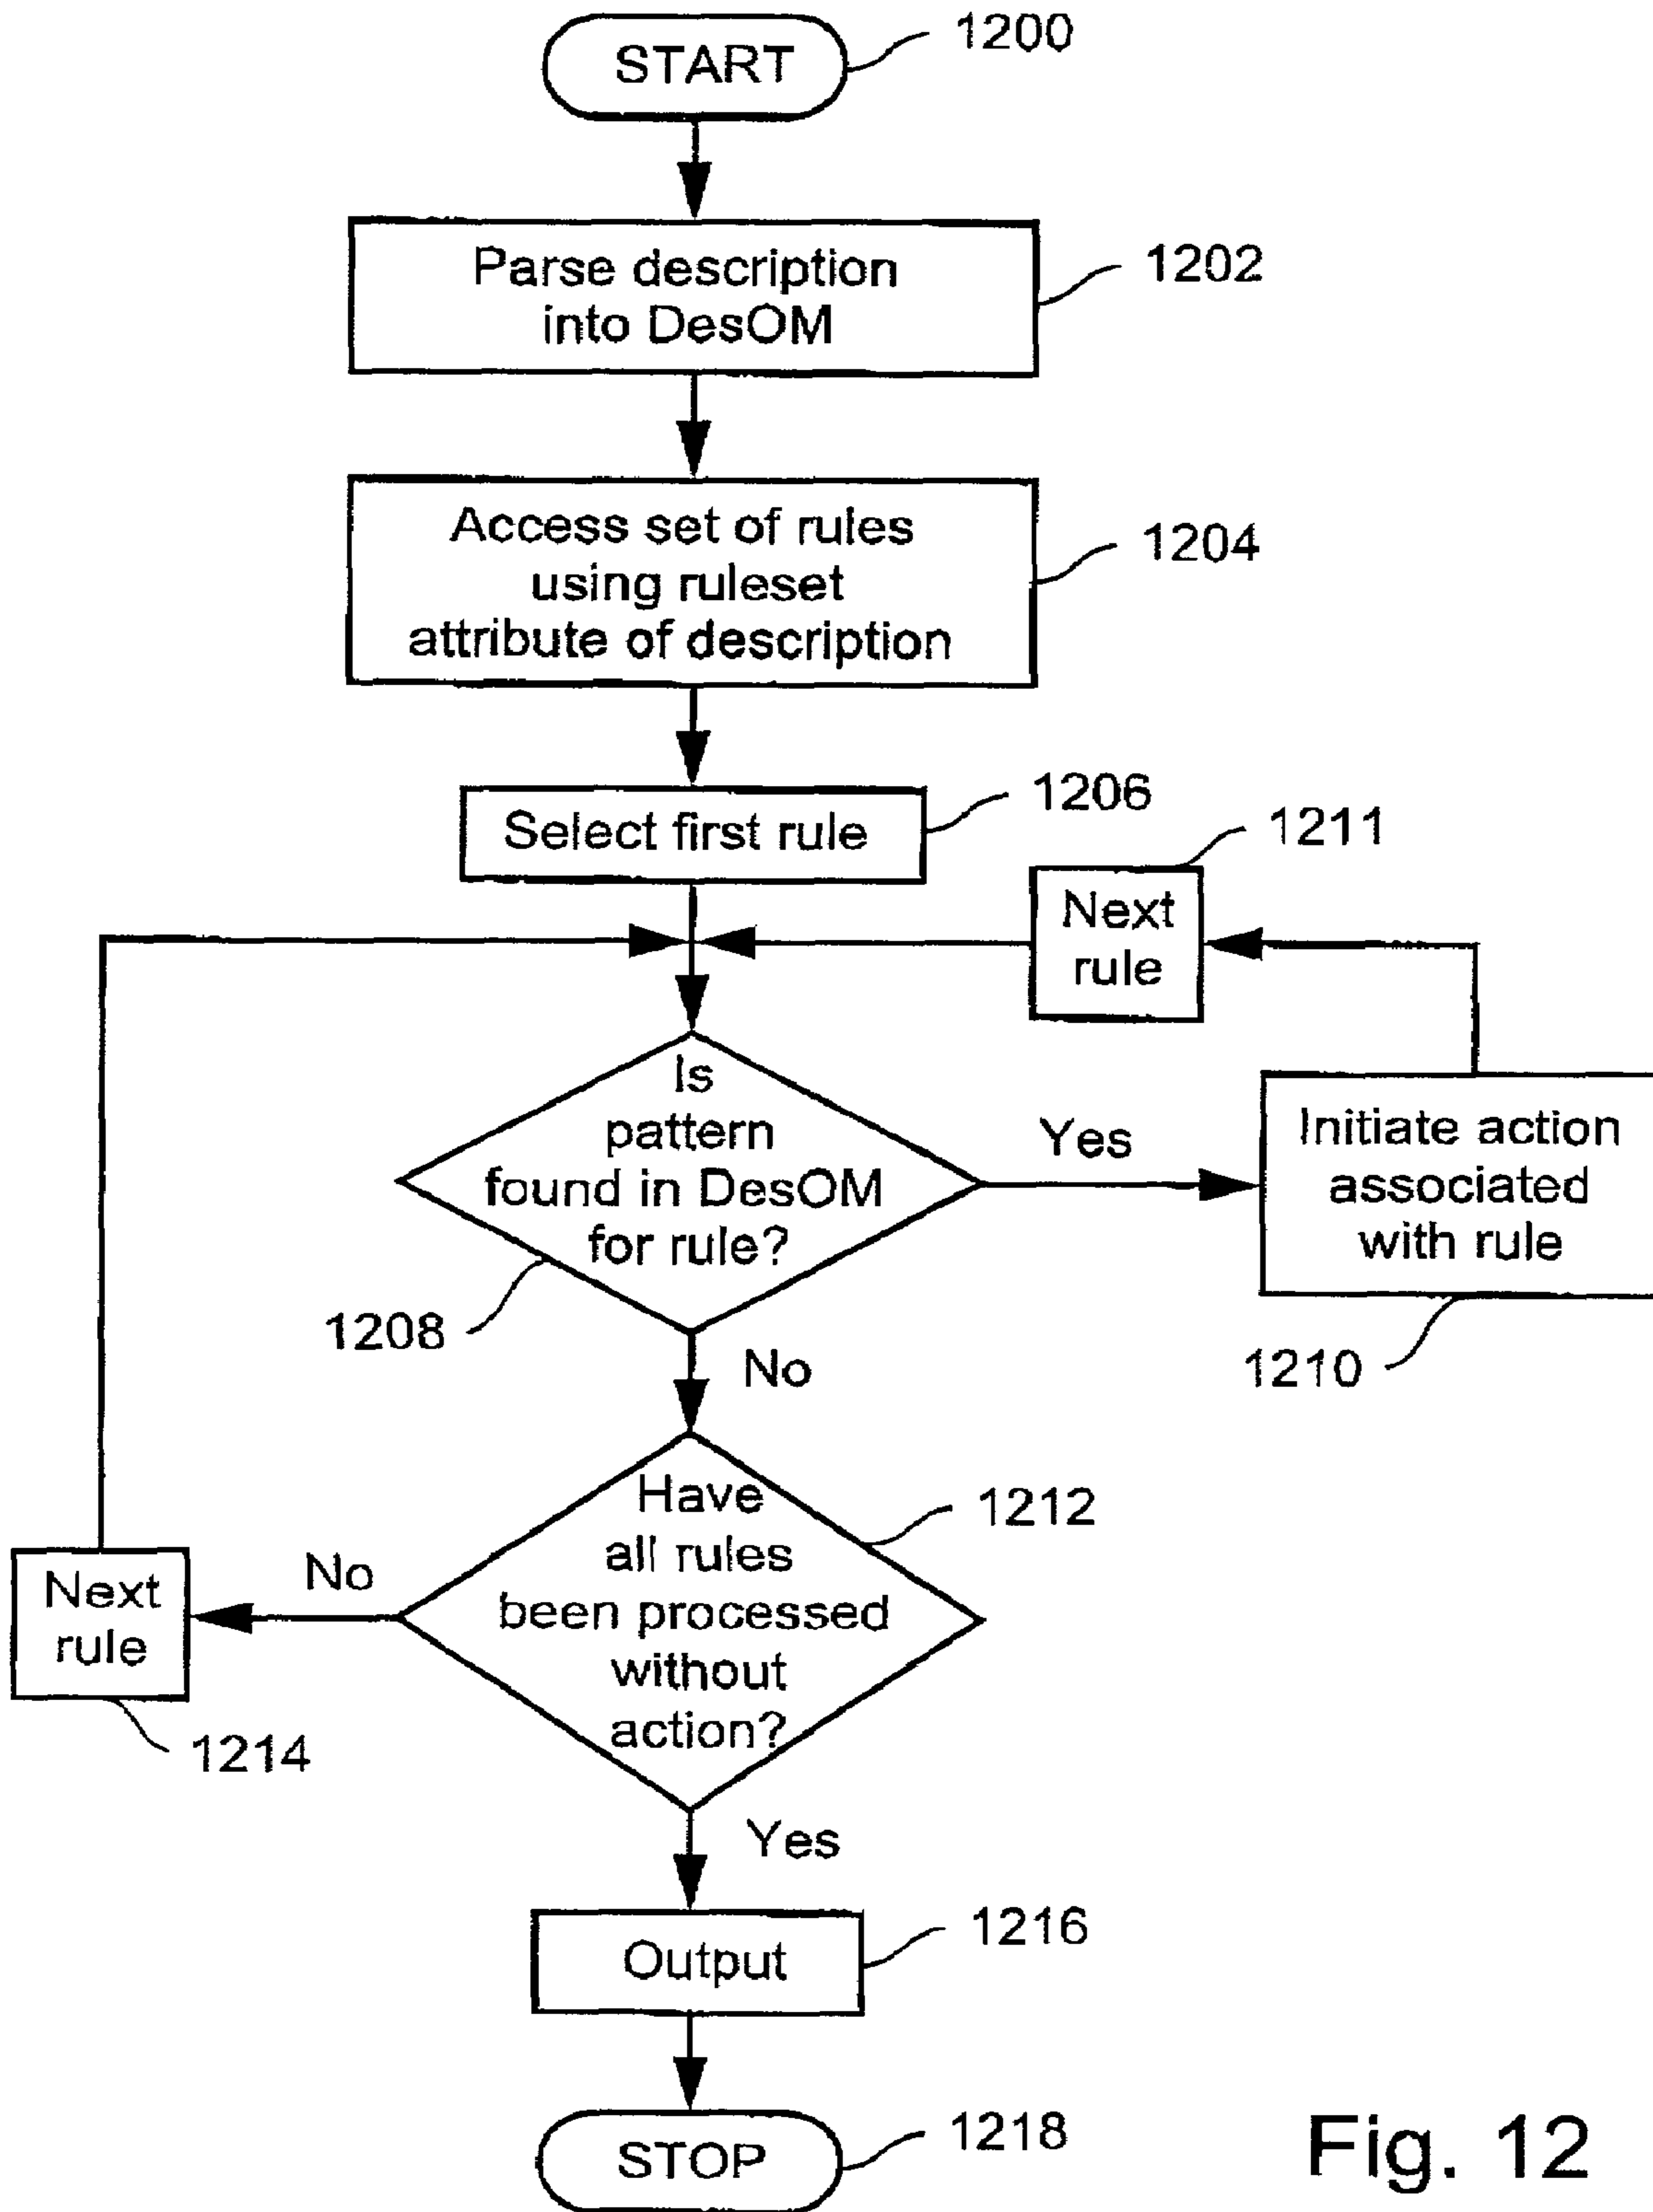 START
1200
Parse description
into DesOM
1202
Access set of rules
using ruleset
attribute of description
1204
Select first rule
1206
1211
Next
rule
Is
pattern
found in DesOM
for rule?
1208
Yes
Initiate action
associated
with rule
1210
No
Have
all rules
been processed
without
action?
1212
No
Next
rule
1214
Yes
Output
1216
STOP
1218
Fig. 12